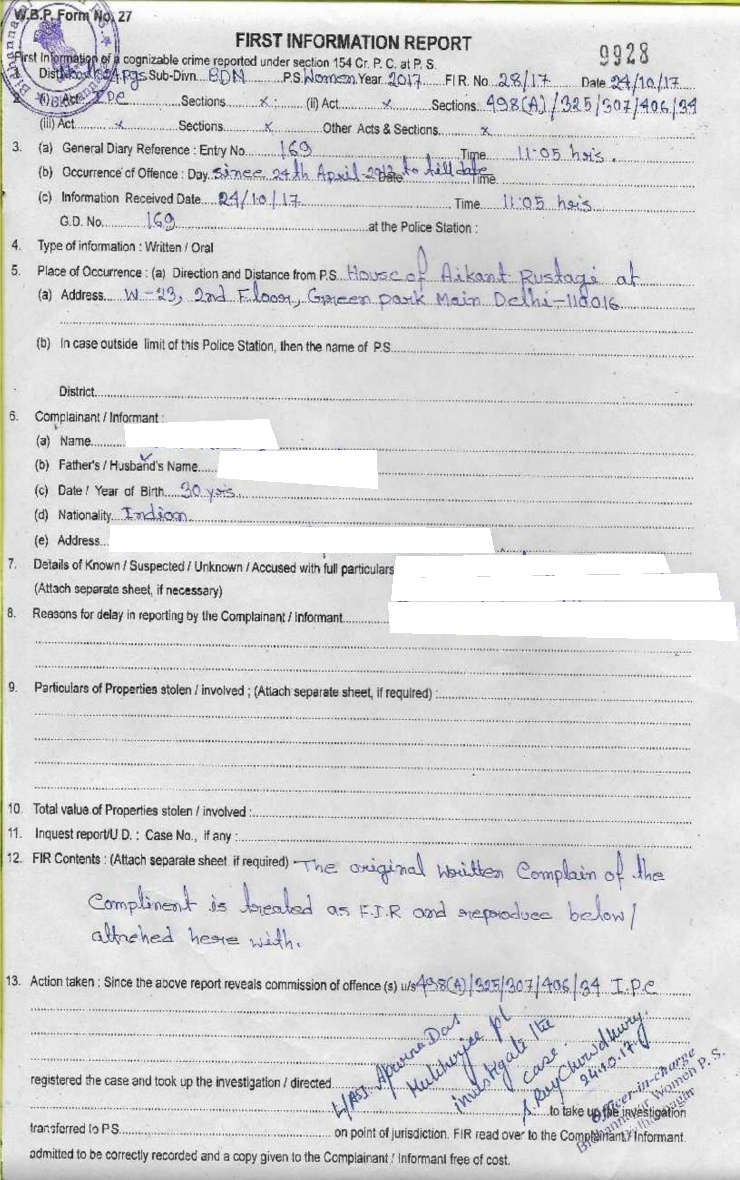 W.B.P. Form No. 27
FIRST INFORMATION REPORT
9928
First Information of a cognizable crime reported under section 154 Cr. P. C. at P. S.
Dist. Pgs Sub-Divn. BDN P.S. Women Year 2017 F.I.R. No. 28/17 Date 24/10/17
(i) Act IPC Sections x (ii) Act x Sections 498(A)/325/307/406/34
(iii) Act x Sections x Other Acts & Sections x
3. (a) General Diary Reference : Entry No. 169 Time 11:05 hrs.
(b) Occurrence of Offence : Day since 24th April Date to till date Time
(c) Information Received Date 24/10/17 Time 11:05 hrs
G.D. No. 169 at the Police Station :
4. Type of information : Written / Oral
5. Place of Occurrence : (a) Direction and Distance from P.S. House of Aikant Rustagi at
(a) Address W-23, 2nd Floor, Green park Main Delhi-110016
(b) In case outside limit of this Police Station, then the name of P.S.
District
6. Complainant / Informant :
(a) Name
(b) Father's / Husband's Name
(c) Date / Year of Birth 30 yrs.
(d) Nationality Indian
(e) Address
7. Details of Known / Suspected / Unknown / Accused with full particulars
(Attach separate sheet, if necessary)
8. Reasons for delay in reporting by the Complainant / Informant
9. Particulars of Properties stolen / involved ; (Attach separate sheet, if required) :
10. Total value of Properties stolen / involved :
11. Inquest report/U D. : Case No., if any :
12. FIR Contents : (Attach separate sheet, if required) The original written Complain of the
Complinent is treated as F.I.R and reproduce below/
attached here with.
13. Action taken : Since the above report reveals commission of offence (s) u/s 498(A)/325/307/406/34 I.P.C
L/ASI. Aparna Das
Mukherjee pl
investigate the
case.
A. Roy Chowdhury.
24.10.17
registered the case and took up the investigation / directed
Officer-in-charge
to take up the investigation
Bidhannagar Women P. S.
Bidhannagar
transferred to P.S. on point of jurisdiction. FIR read over to the Complainant / Informant.
admitted to be correctly recorded and a copy given to the Complainant / Informant free of cost.